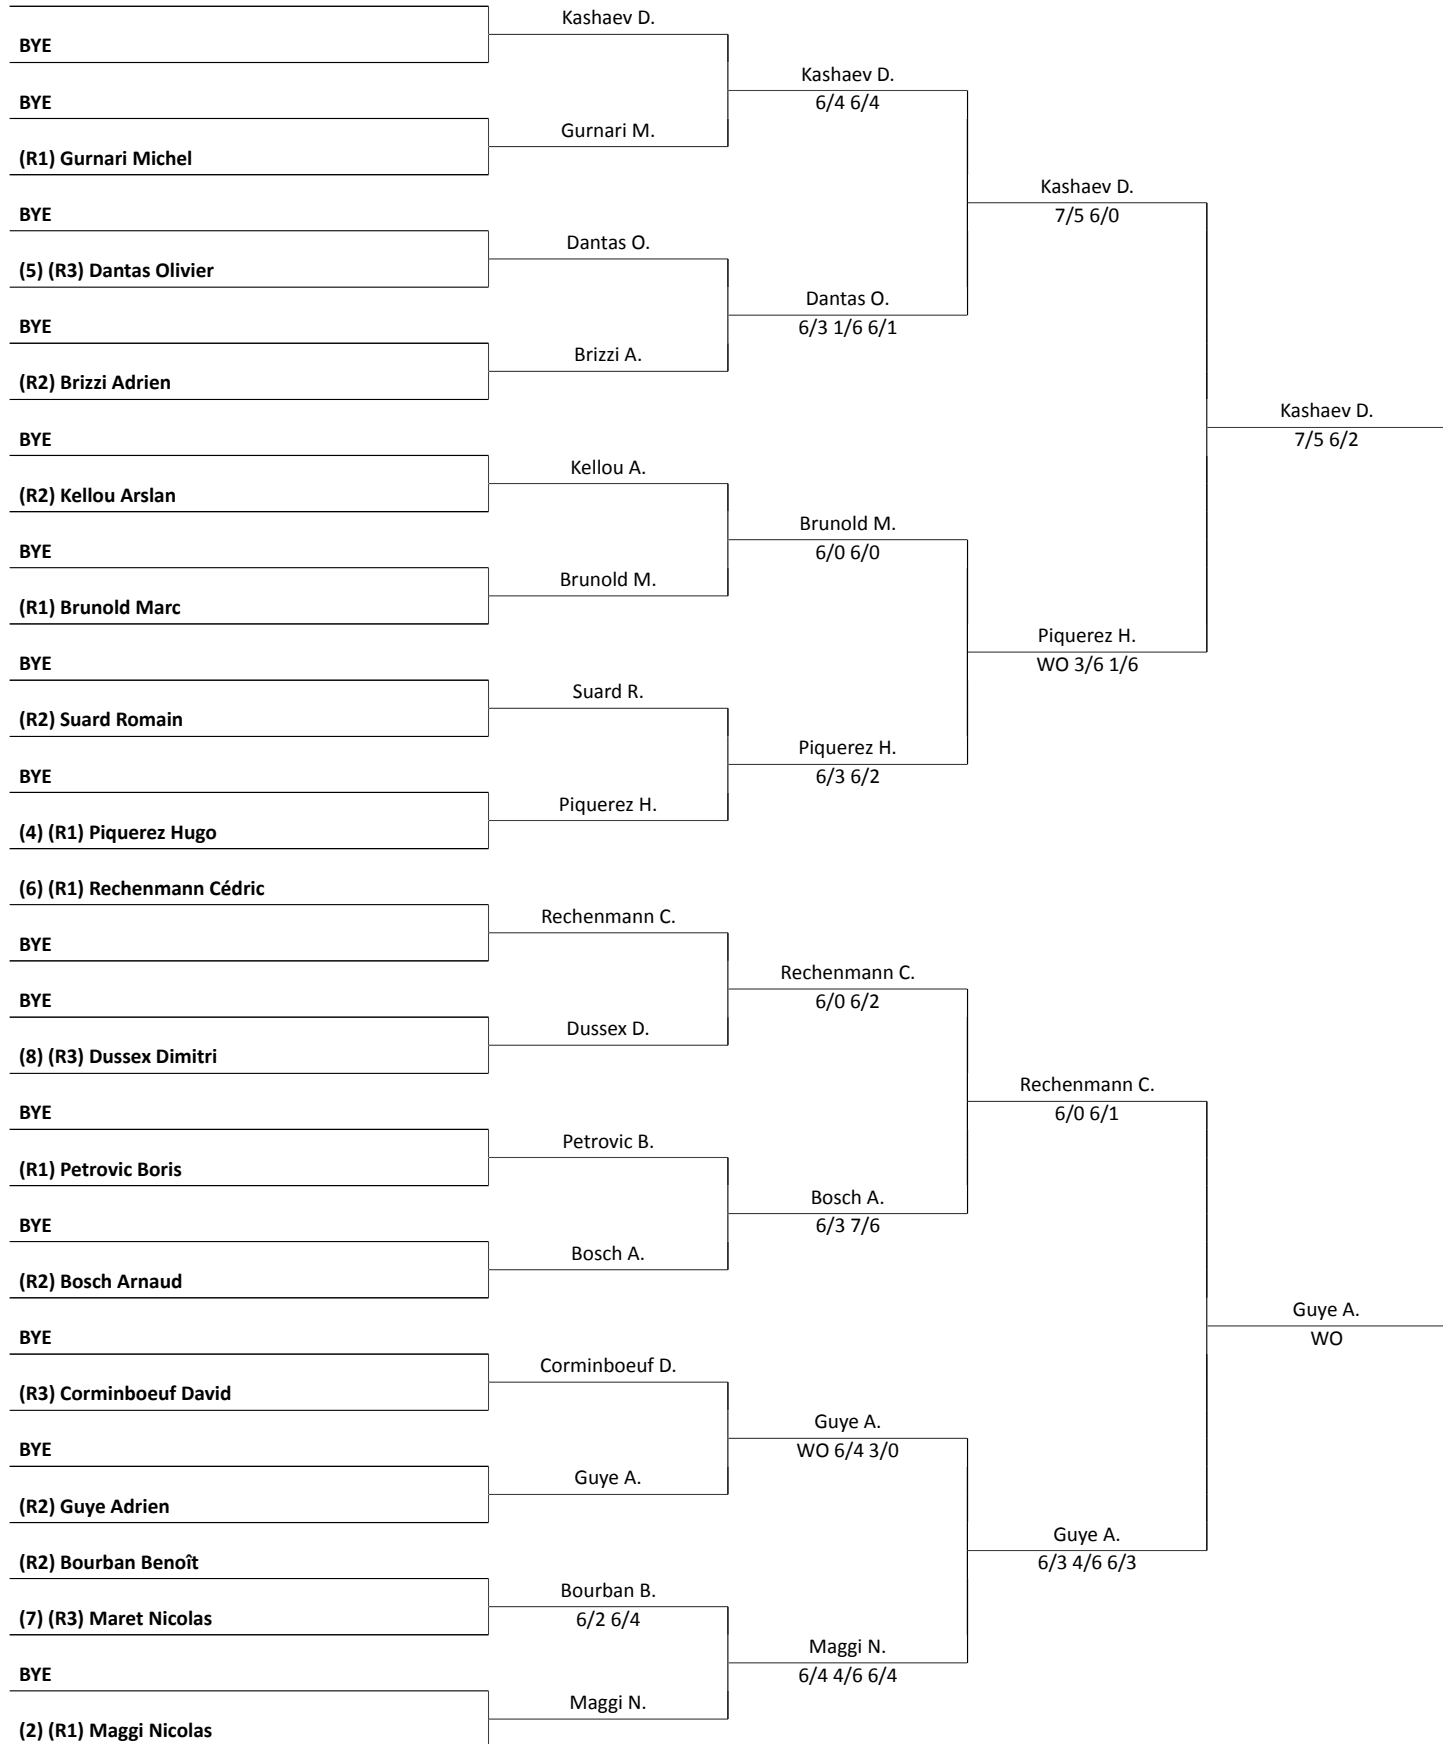 Kashaev D.
BYE
Kashaev D.
6/4 6/4
BYE
Gurnari M.
(R1) Gurnari Michel
Kashaev D.
7/5 6/0
BYE
Dantas O.
(5) (R3) Dantas Olivier
Dantas O.
6/3 1/6 6/1
BYE
Brizzi A.
(R2) Brizzi Adrien
Kashaev D.
7/5 6/2
BYE
Kellou A.
(R2) Kellou Arslan
Brunold M.
6/0 6/0
BYE
Brunold M.
(R1) Brunold Marc
Piquerez H.
WO 3/6 1/6
BYE
Suard R.
(R2) Suard Romain
Piquerez H.
6/3 6/2
BYE
Piquerez H.
(4) (R1) Piquerez Hugo
(6) (R1) Rechenmann Cédric
Rechenmann C.
BYE
Rechenmann C.
6/0 6/2
BYE
Dussex D.
(8) (R3) Dussex Dimitri
Rechenmann C.
6/0 6/1
BYE
Petrovic B.
(R1) Petrovic Boris
Bosch A.
6/3 7/6
BYE
Bosch A.
(R2) Bosch Arnaud
Guye A.
WO
BYE
Corminboeuf D.
(R3) Corminboeuf David
Guye A.
WO 6/4 3/0
BYE
Guye A.
(R2) Guye Adrien
Guye A.
6/3 4/6 6/3
(R2) Bourban Benoît
Bourban B.
6/2 6/4
(7) (R3) Maret Nicolas
Maggi N.
6/4 4/6 6/4
BYE
Maggi N.
(2) (R1) Maggi Nicolas